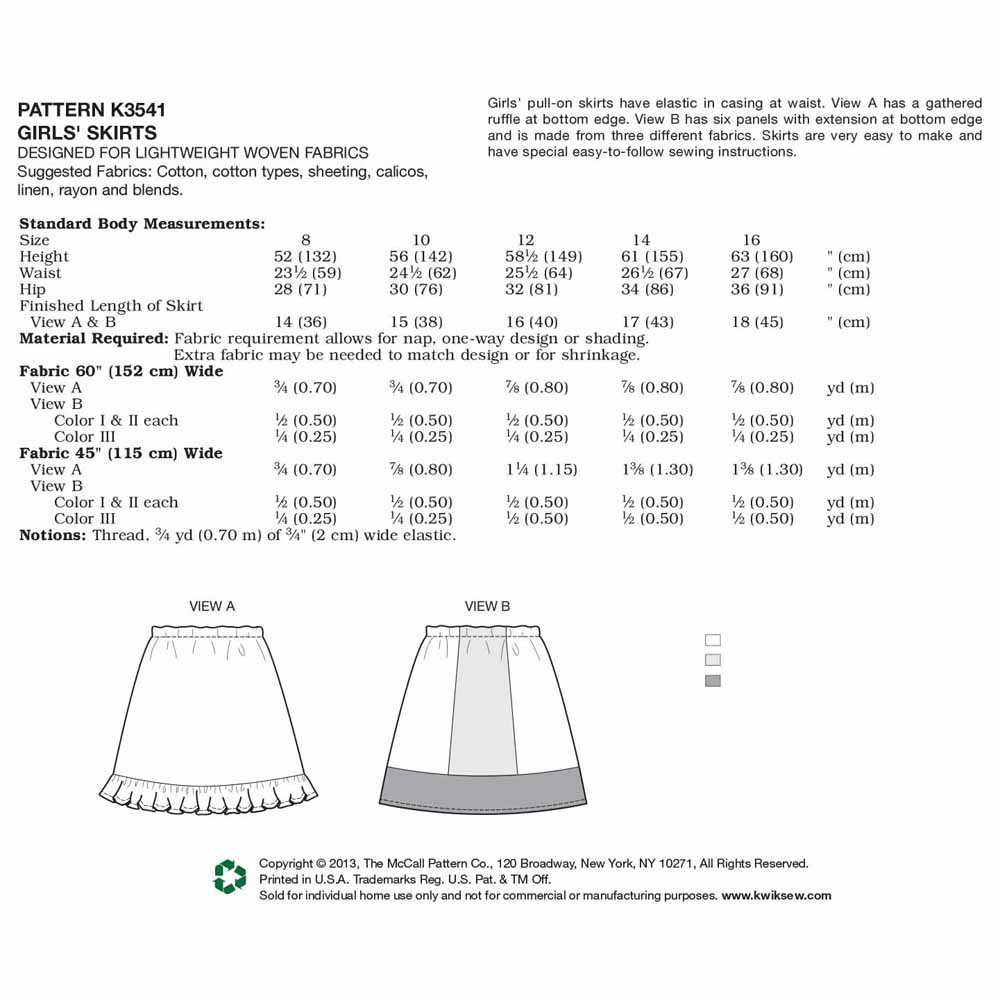 PATTERN K3541
GIRLS' SKIRTS
DESIGNED FOR LIGHTWEIGHT WOVEN FABRICS
Suggested Fabrics: Cotton, cotton types, sheeting, calicos,
linen, rayon and blends.
Girls' pull-on skirts have elastic in casing at waist. View A has a gathered
ruffle at bottom edge. View B has six panels with extension at bottom edge
and is made from three different fabrics. Skirts are very easy to make and
have special easy-to-follow sewing instructions.
Standard Body Measurements:
Size 8 10 12 14 16
Height 52 (132) 56 (142) 58½ (149) 61 (155) 63 (160) " (cm)
Waist 23½ (59) 24½ (62) 25½ (64) 26½ (67) 27 (68) " (cm)
Hip 28 (71) 30 (76) 32 (81) 34 (86) 36 (91) " (cm)
Finished Length of Skirt
View A & B 14 (36) 15 (38) 16 (40) 17 (43) 18 (45) " (cm)
Material Required: Fabric requirement allows for nap, one-way design or shading.
Extra fabric may be needed to match design or for shrinkage.
Fabric 60" (152 cm) Wide
View A ¾ (0.70) ¾ (0.70) ⅞ (0.80) ⅞ (0.80) ⅞ (0.80) yd (m)
View B
Color I & II each ½ (0.50) ½ (0.50) ½ (0.50) ½ (0.50) ½ (0.50) yd (m)
Color III ¼ (0.25) ¼ (0.25) ¼ (0.25) ¼ (0.25) ¼ (0.25) yd (m)
Fabric 45" (115 cm) Wide
View A ¾ (0.70) ⅞ (0.80) 1¼ (1.15) 1⅜ (1.30) 1⅜ (1.30) yd (m)
View B
Color I & II each ½ (0.50) ½ (0.50) ½ (0.50) ½ (0.50) ½ (0.50) yd (m)
Color III ¼ (0.25) ¼ (0.25) ½ (0.50) ½ (0.50) ½ (0.50) yd (m)
Notions: Thread, ¾ yd (0.70 m) of ¾" (2 cm) wide elastic.
VIEW A
VIEW B
Copyright © 2013, The McCall Pattern Co., 120 Broadway, New York, NY 10271, All Rights Reserved.
Printed in U.S.A. Trademarks Reg. U.S. Pat. & TM Off.
Sold for individual home use only and not for commercial or manufacturing purposes. www.kwiksew.com